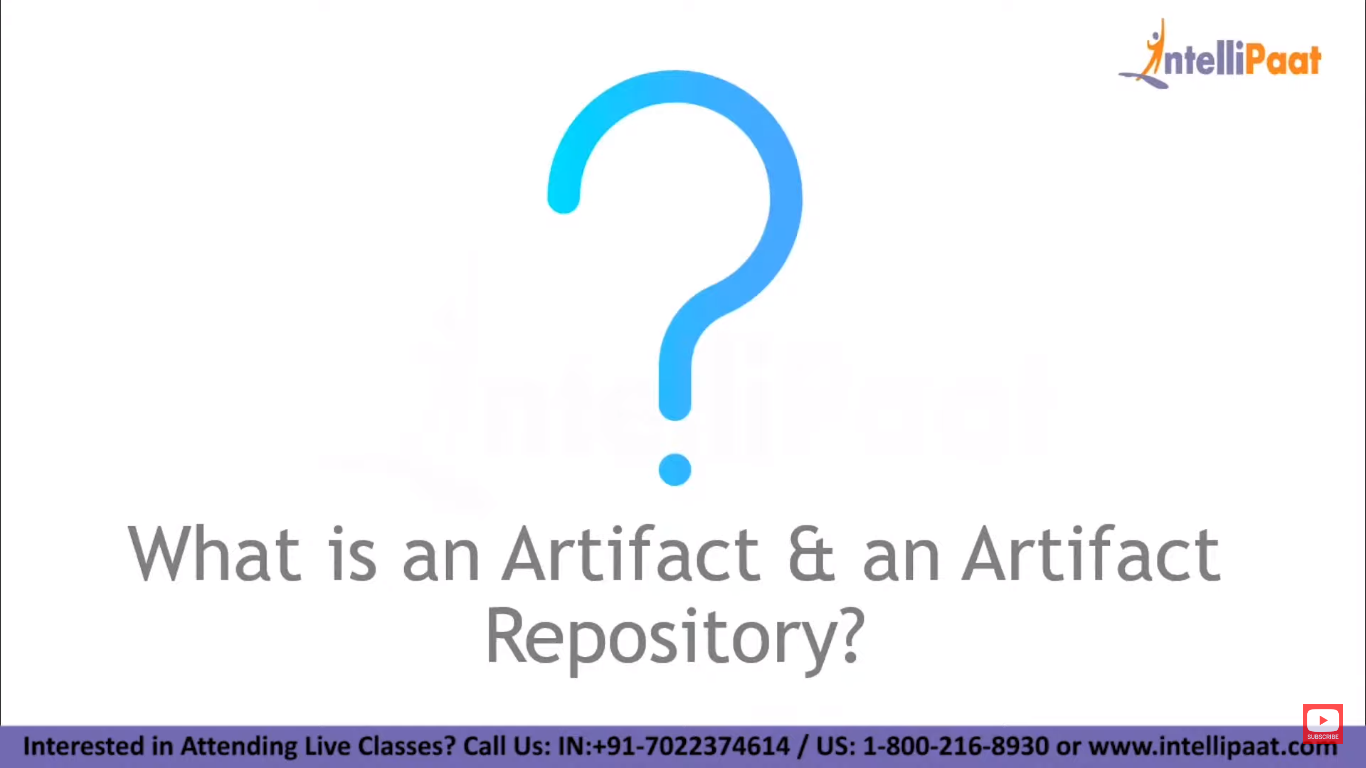 IntelliPaat
What is an Artifact & an Artifact
Repository?
SUBSCRIBE
Interested in Attending Live Classes? Call Us: IN:+91-7022374614 / US: 1-800-216-8930 or www.intellipaat.com